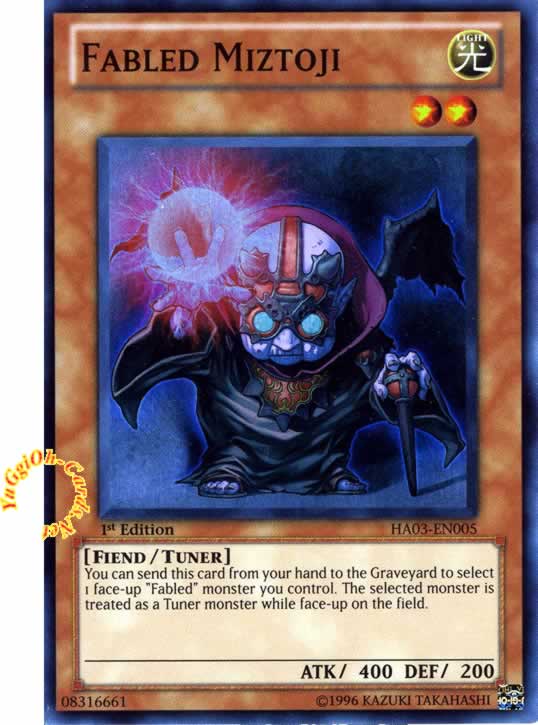 Fabled Miztoji
LIGHT
光
YuGgiOh-Cards.Net
1st Edition
HA03-EN005
[Fiend / Tuner]
You can send this card from your hand to the Graveyard to select
1 face-up "Fabled" monster you control. The selected monster is
treated as a Tuner monster while face-up on the field.
ATK/ 400 DEF/ 200
08316661
©1996 KAZUKI TAKAHASHI